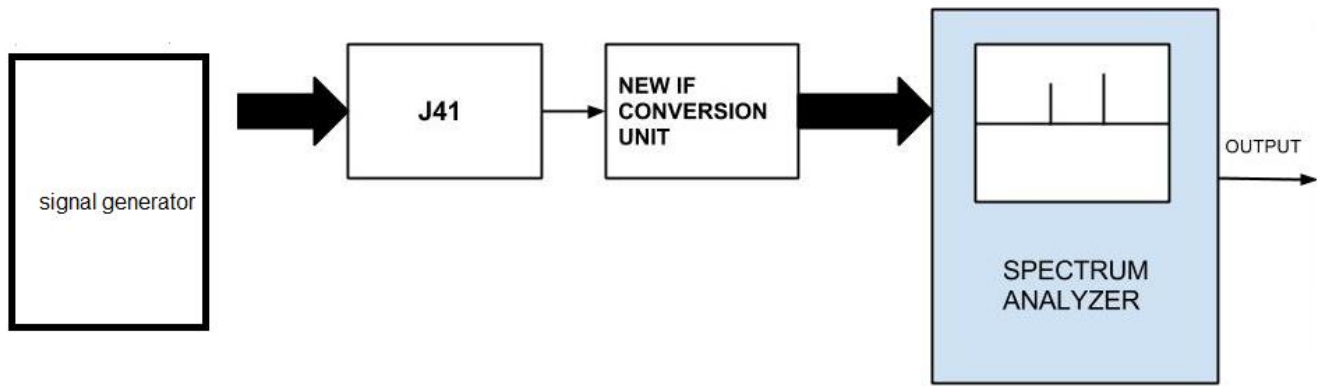 signal generator
J41
NEW IF
CONVERSION
UNIT
SPECTRUM
ANALYZER
OUTPUT